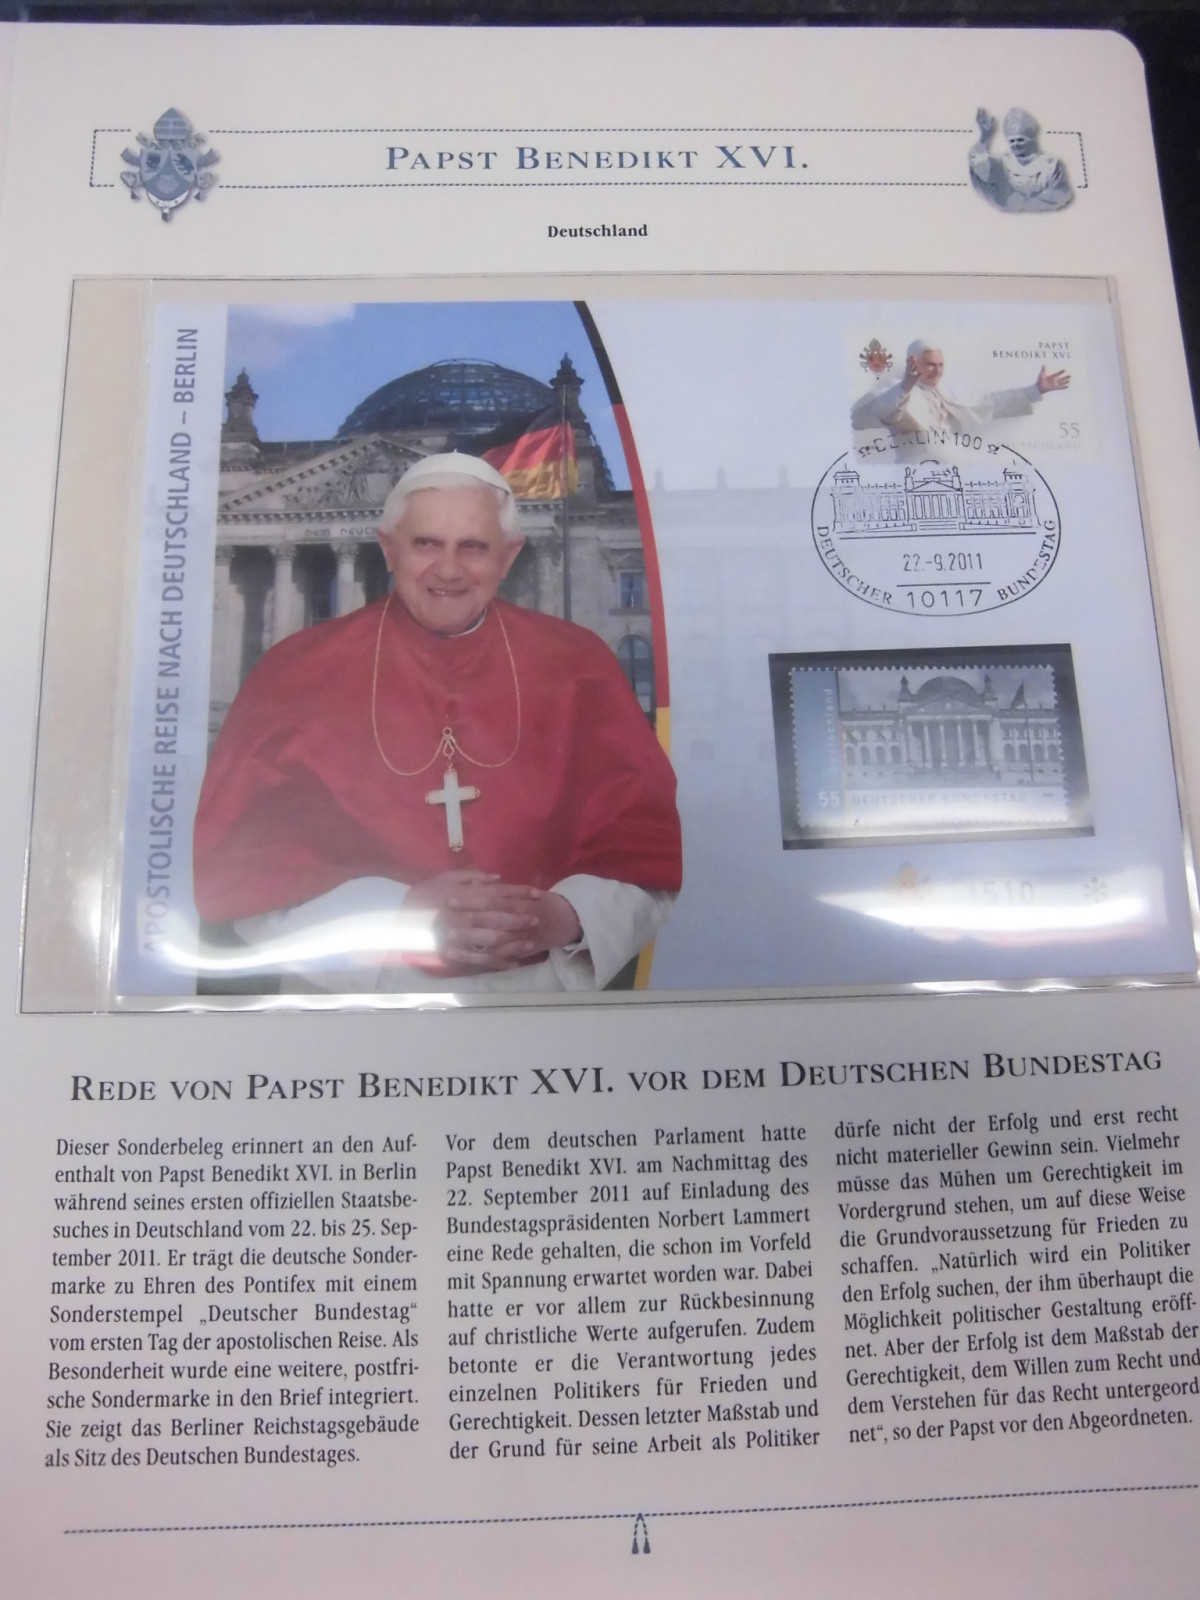 PAPST BENEDIKT XVI.
Deutschland
APOSTOLISCHE REISE NACH DEUTSCHLAND – BERLIN
DEM DEUTSC
PAPST
BENEDIKT XVI
55
DEUTSCHLAND
BERLIN 100
22.-9.2011
DEUTSCHER 10117 BUNDESTAG
Deutschland
55 DEUTSCHER BUNDESTAG
1510
REDE VON PAPST BENEDIKT XVI. VOR DEM DEUTSCHEN BUNDESTAG
Dieser Sonderbeleg erinnert an den Auf-
enthalt von Papst Benedikt XVI. in Berlin
während seines ersten offiziellen Staatsbe-
suches in Deutschland vom 22. bis 25. Sep-
tember 2011. Er trägt die deutsche Sonder-
marke zu Ehren des Pontifex mit einem
Sonderstempel „Deutscher Bundestag“
vom ersten Tag der apostolischen Reise. Als
Besonderheit wurde eine weitere, postfri-
sche Sondermarke in den Brief integriert.
Sie zeigt das Berliner Reichstagsgebäude
als Sitz des Deutschen Bundestages.
Vor dem deutschen Parlament hatte
Papst Benedikt XVI. am Nachmittag des
22. September 2011 auf Einladung des
Bundestagspräsidenten Norbert Lammert
eine Rede gehalten, die schon im Vorfeld
mit Spannung erwartet worden war. Dabei
hatte er vor allem zur Rückbesinnung
auf christliche Werte aufgerufen. Zudem
betonte er die Verantwortung jedes
einzelnen Politikers für Frieden und
Gerechtigkeit. Dessen letzter Maßstab und
der Grund für seine Arbeit als Politiker
dürfe nicht der Erfolg und erst recht
nicht materieller Gewinn sein. Vielmehr
müsse das Mühen um Gerechtigkeit im
Vordergrund stehen, um auf diese Weise
die Grundvoraussetzung für Frieden zu
schaffen. „Natürlich wird ein Politiker
den Erfolg suchen, der ihm überhaupt die
Möglichkeit politischer Gestaltung eröff-
net. Aber der Erfolg ist dem Maßstab der
Gerechtigkeit, dem Willen zum Recht und
dem Verstehen für das Recht untergeord
net“, so der Papst vor den Abgeordneten.